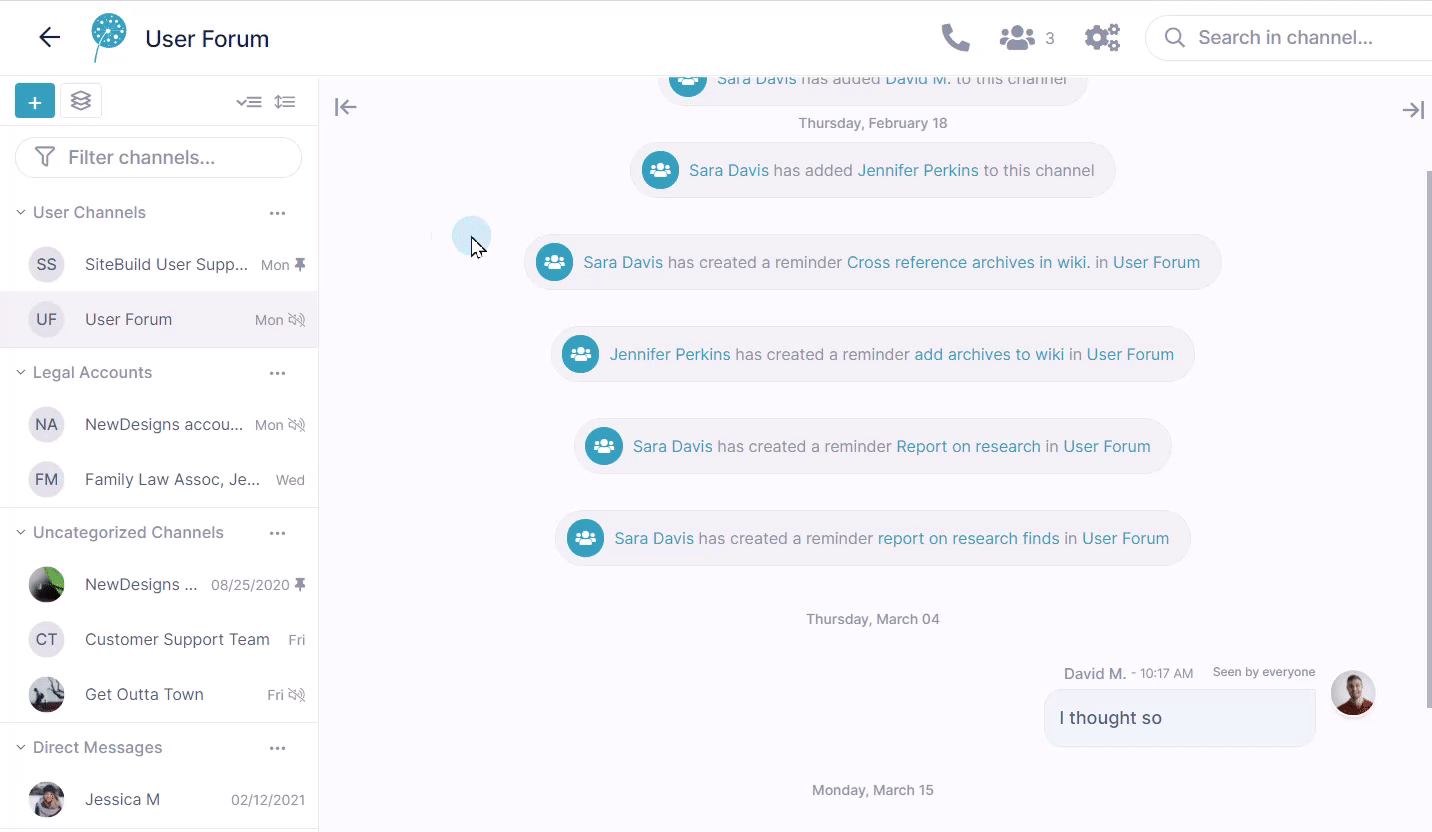 User Forum
3
Search in channel...
+
Filter channels...
User Channels
SS SiteBuild User Supp... Mon
UF User Forum Mon
Legal Accounts
NA NewDesigns accou... Mon
FM Family Law Assoc, Je... Wed
Uncategorized Channels
NewDesigns ... 08/25/2020
CT Customer Support Team Fri
Get Outta Town Fri
Direct Messages
Jessica M 02/12/2021
Sara Davis has added David M. to this channel
Thursday, February 18
Sara Davis has added Jennifer Perkins to this channel
Sara Davis has created a reminder Cross reference archives in wiki. in User Forum
Jennifer Perkins has created a reminder add archives to wiki in User Forum
Sara Davis has created a reminder Report on research in User Forum
Sara Davis has created a reminder report on research finds in User Forum
Thursday, March 04
David M. - 10:17 AM Seen by everyone
I thought so
Monday, March 15